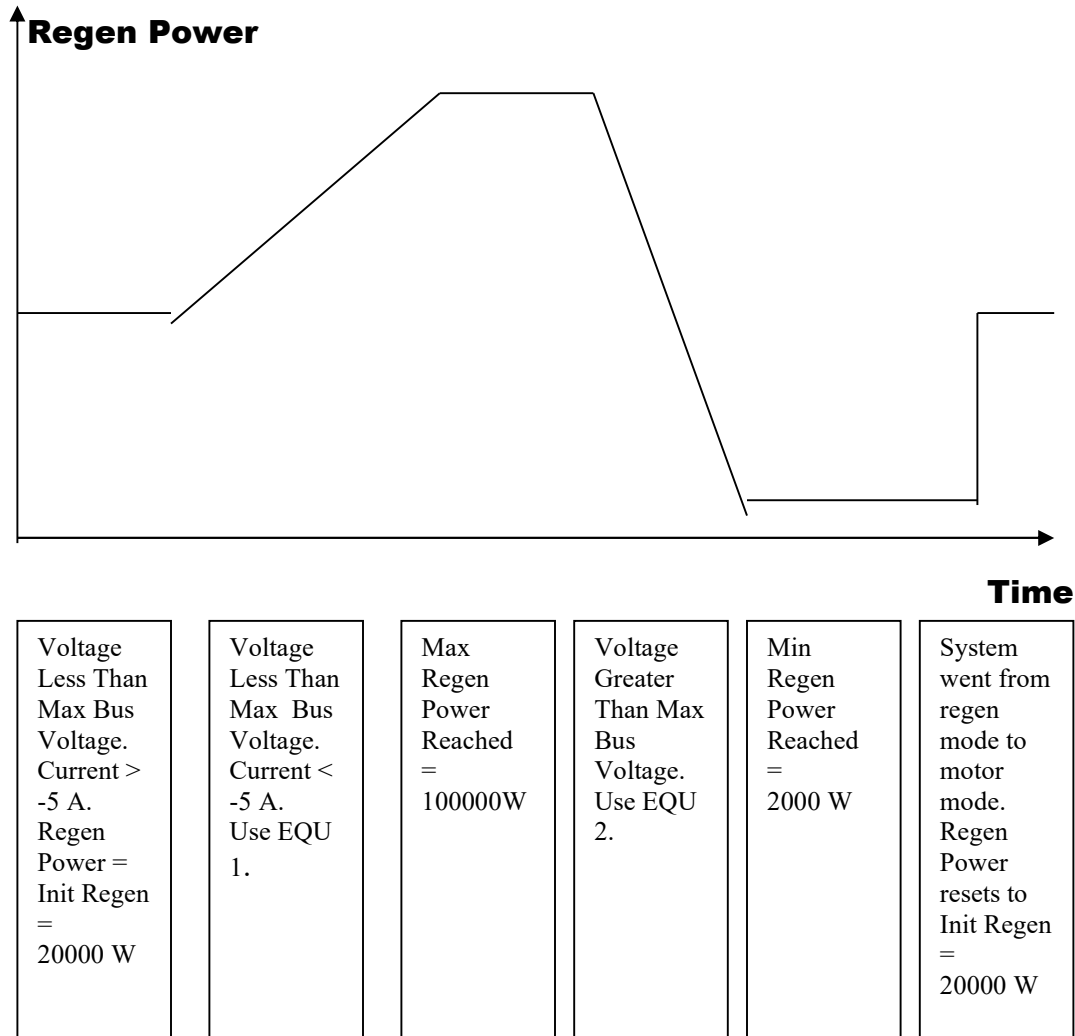 Regen Power
Time
Voltage
Less Than
Max Bus
Voltage.
Current >
-5 A.
Regen
Power =
Init Regen
=
20000 W
Voltage
Less Than
Max Bus
Voltage.
Current <
-5 A.
Use EQU
1.
Max
Regen
Power
Reached
=
100000W
Voltage
Greater
Than Max
Bus
Voltage.
Use EQU
2.
Min
Regen
Power
Reached
=
2000 W
System
went from
regen
mode to
motor
mode.
Regen
Power
resets to
Init Regen
=
20000 W